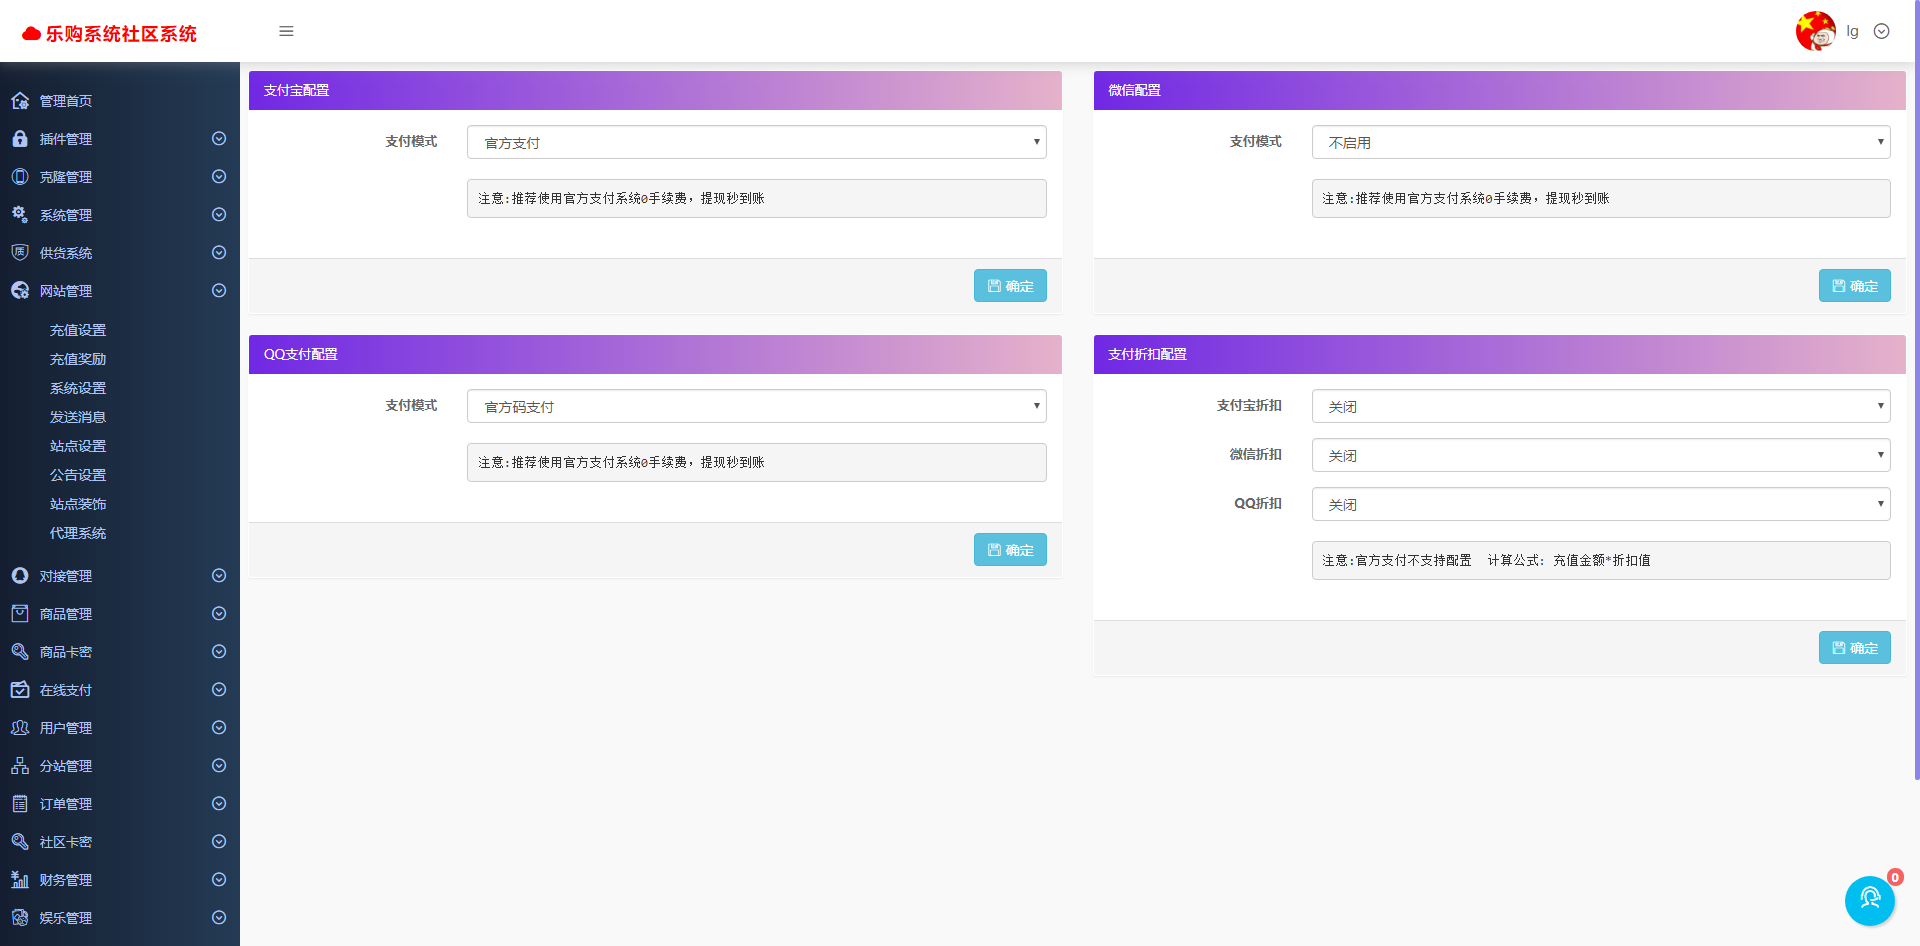 乐购系统社区系统
lg
管理首页
插件管理
克隆管理
系统管理
供货系统
网站管理
充值设置
充值奖励
系统设置
发送消息
站点设置
公告设置
站点装饰
代理系统
对接管理
商品管理
商品卡密
在线支付
用户管理
分站管理
订单管理
社区卡密
财务管理
娱乐管理
支付宝配置
支付模式
官方支付
注意:推荐使用官方支付系统0手续费，提现秒到账
确定
微信配置
支付模式
不启用
注意:推荐使用官方支付系统0手续费，提现秒到账
确定
QQ支付配置
支付模式
官方码支付
注意:推荐使用官方支付系统0手续费，提现秒到账
确定
支付折扣配置
支付宝折扣
关闭
微信折扣
关闭
QQ折扣
关闭
注意:官方支付不支持配置  计算公式: 充值金额*折扣值
确定
0